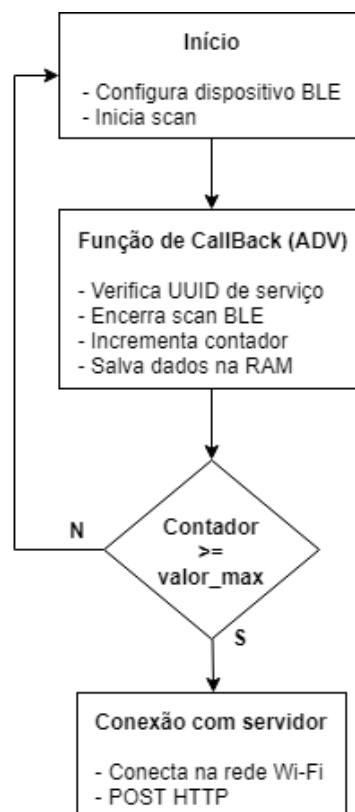 Início
- Configura dispositivo BLE
- Inicia scan
Função de CallBack (ADV)
- Verifica UUID de serviço
- Encerra scan BLE
- Incrementa contador
- Salva dados na RAM
N
Contador
>=
valor_max
S
Conexão com servidor
- Conecta na rede Wi-Fi
- POST HTTP